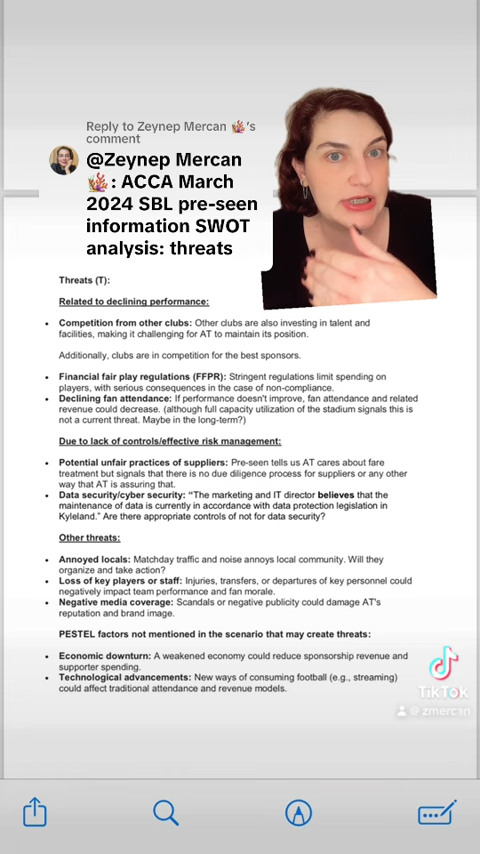 Reply to Zeynep Mercan 🪸's
comment
@Zeynep Mercan
🪸: ACCA March
2024 SBL pre-seen
information SWOT
analysis: threats
Threats (T):
Related to declining performance:
• Competition from other clubs: Other clubs are also investing in talent and
facilities, making it challenging for AT to maintain its position.
Additionally, clubs are in competition for the best sponsors.
• Financial fair play regulations (FFPR): Stringent regulations limit spending on
players, with serious consequences in the case of non-compliance.
• Declining fan attendance: If performance doesn't improve, fan attendance and related
revenue could decrease. (although full capacity utilization of the stadium signals this is
not a current threat. Maybe in the long-term?)
Due to lack of controls/effective risk management:
• Potential unfair practices of suppliers: Pre-seen tells us AT cares about fare
treatment but signals that there is no due diligence process for suppliers or any other
way that AT is assuring that.
• Data security/cyber security: "The marketing and IT director believes that the
maintenance of data is currently in accordance with data protection legislation in
Kyleland." Are there appropriate controls of not for data security?
Other threats:
• Annoyed locals: Matchday traffic and noise annoys local community. Will they
organize and take action?
• Loss of key players or staff: Injuries, transfers, or departures of key personnel could
negatively impact team performance and fan morale.
• Negative media coverage: Scandals or negative publicity could damage AT's
reputation and brand image.
PESTEL factors not mentioned in the scenario that may create threats:
• Economic downturn: A weakened economy could reduce sponsorship revenue and
supporter spending.
• Technological advancements: New ways of consuming football (e.g., streaming)
could affect traditional attendance and revenue models.
TikTok
@ zmercan